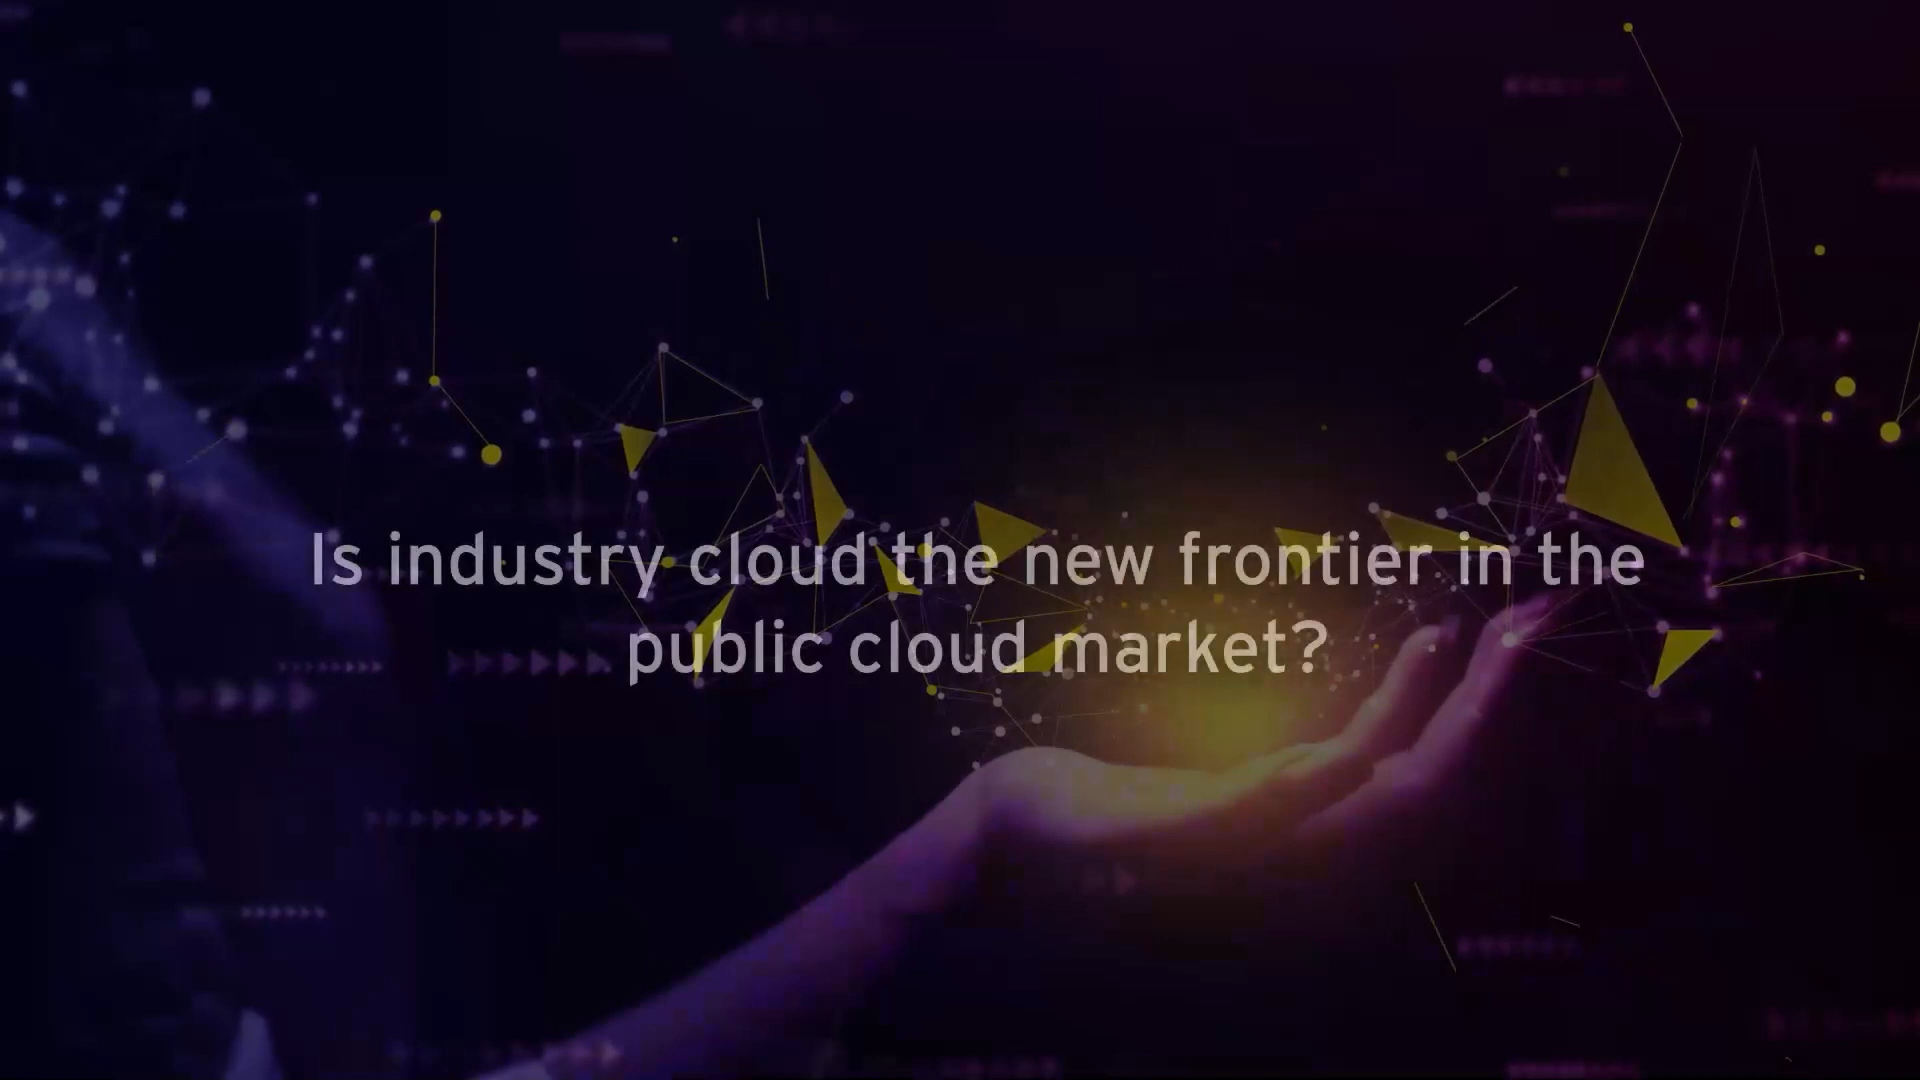 Is industry cloud the new frontier in the
public cloud market?